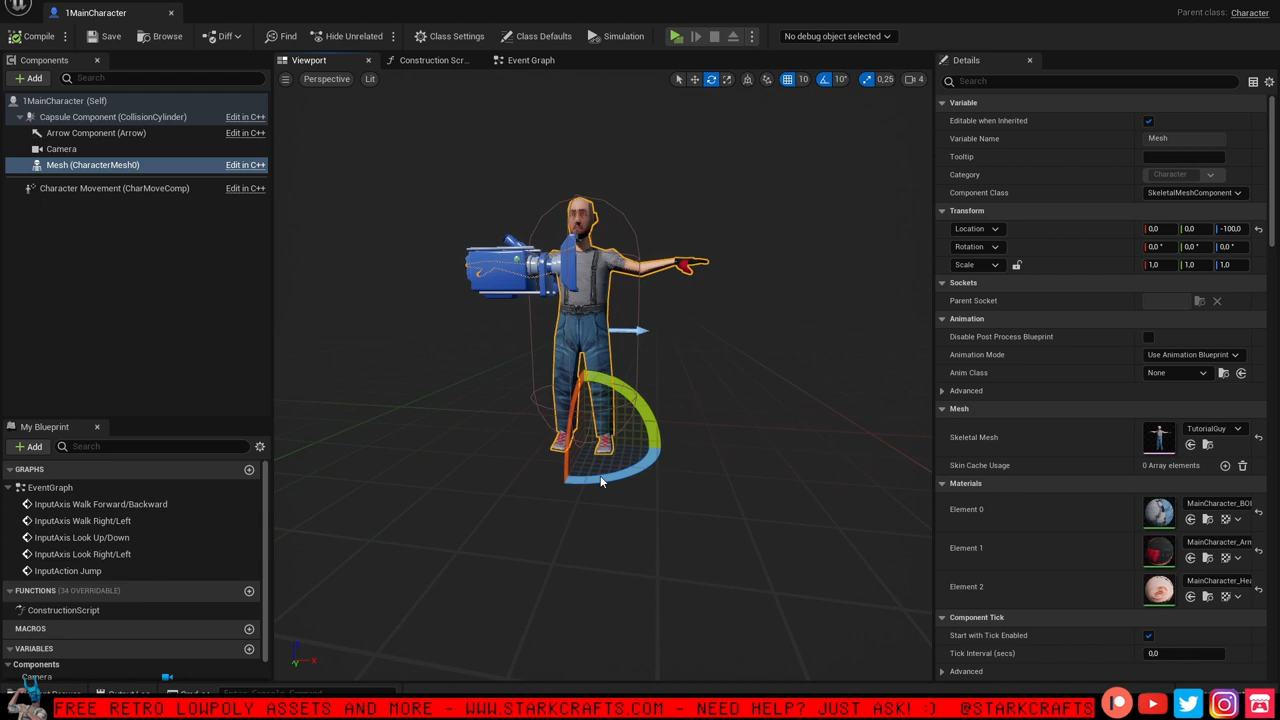 1MainCharacter
Parent class: Character
Compile
Save
Browse
Diff
Find
Hide Unrelated
Class Settings
Class Defaults
Simulation
No debug object selected
Components
Add
Search
1MainCharacter (Self)
Capsule Component (CollisionCylinder)
Edit in C++
Arrow Component (Arrow)
Edit in C++
Camera
Mesh (CharacterMesh0)
Edit in C++
Character Movement (CharMoveComp)
Edit in C++
My Blueprint
Add
Search
GRAPHS
EventGraph
InputAxis Walk Forward/Backward
InputAxis Walk Right/Left
InputAxis Look Up/Down
InputAxis Look Right/Left
InputAction Jump
FUNCTIONS (34 OVERRIDABLE)
ConstructionScript
MACROS
VARIABLES
Components
Camera
Viewport
Construction Scr...
Event Graph
Perspective
Lit
10
10°
0,25
4
Z
X
Y
Details
Search
Variable
Editable when Inherited
Variable Name
Mesh
Tooltip
Category
Character
Component Class
SkeletalMeshComponent
Transform
Location
0,0
0,0
-100,0
Rotation
0,0 °
0,0 °
0,0 °
Scale
1,0
1,0
1,0
Sockets
Parent Socket
Animation
Disable Post Process Blueprint
Animation Mode
Use Animation Blueprint
Anim Class
None
Advanced
Mesh
Skeletal Mesh
TutorialGuy
Skin Cache Usage
0 Array elements
Materials
Element 0
Element 1
Element 2
Component Tick
Start with Tick Enabled
Tick Interval (secs)
0,0
Advanced
FREE RETRO LOWPOLY ASSETS AND MORE - WWW.STARKCRAFTS.COM - NEED HELP? JUST ASK! :) @STARKCRAFTS